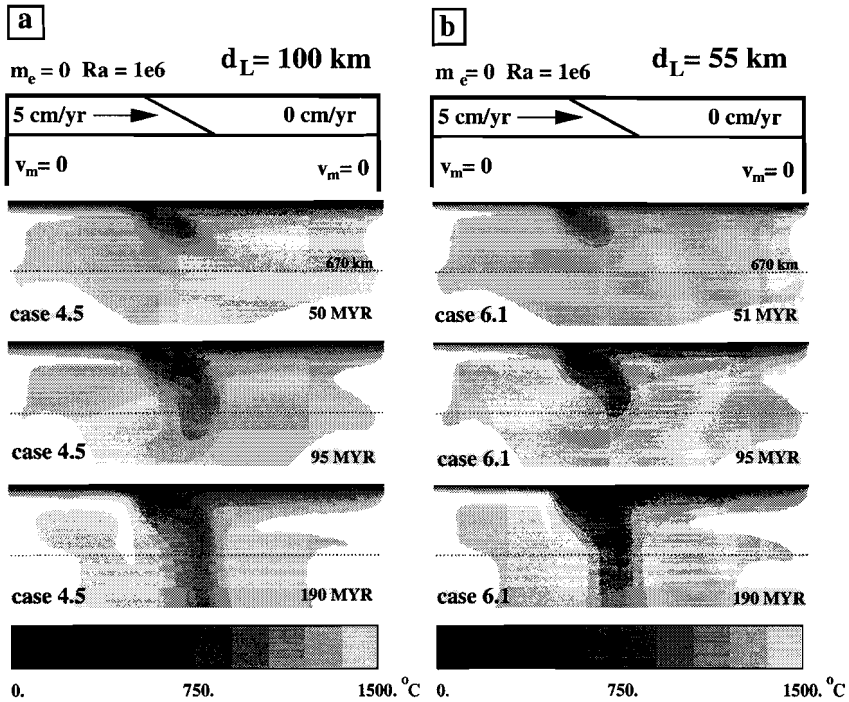 a
m_e = 0 Ra = 1e6 d_L = 100 km
5 cm/yr 0 cm/yr
v_m = 0 v_m = 0
670 km
case 4.5 50 MYR
case 4.5 95 MYR
case 4.5 190 MYR
0. 750. 1500. °C
b
m_e = 0 Ra = 1e6 d_L = 55 km
5 cm/yr 0 cm/yr
v_m = 0 v_m = 0
670 km
case 6.1 51 MYR
case 6.1 95 MYR
case 6.1 190 MYR
0. 750. 1500. °C